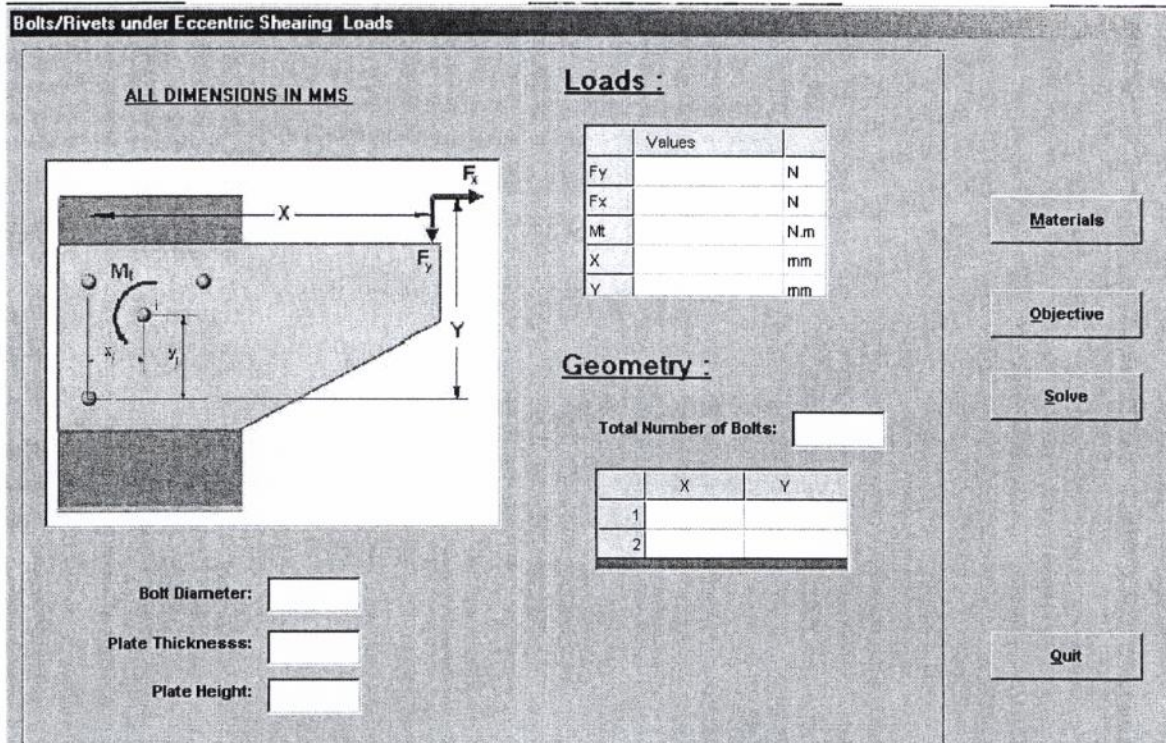 Bolts/Rivets under Eccentric Shearing Loads
ALL DIMENSIONS IN MMS
Fx
X
Fy
Mt
i
xi
yi
Y
Bolt Diameter:
Plate Thicknesss:
Plate Height:
Loads :
Values
Fy N
Fx N
Mt N.m
X mm
Y mm
Geometry :
Total Number of Bolts:
X Y
1
2
Materials
Objective
Solve
Quit